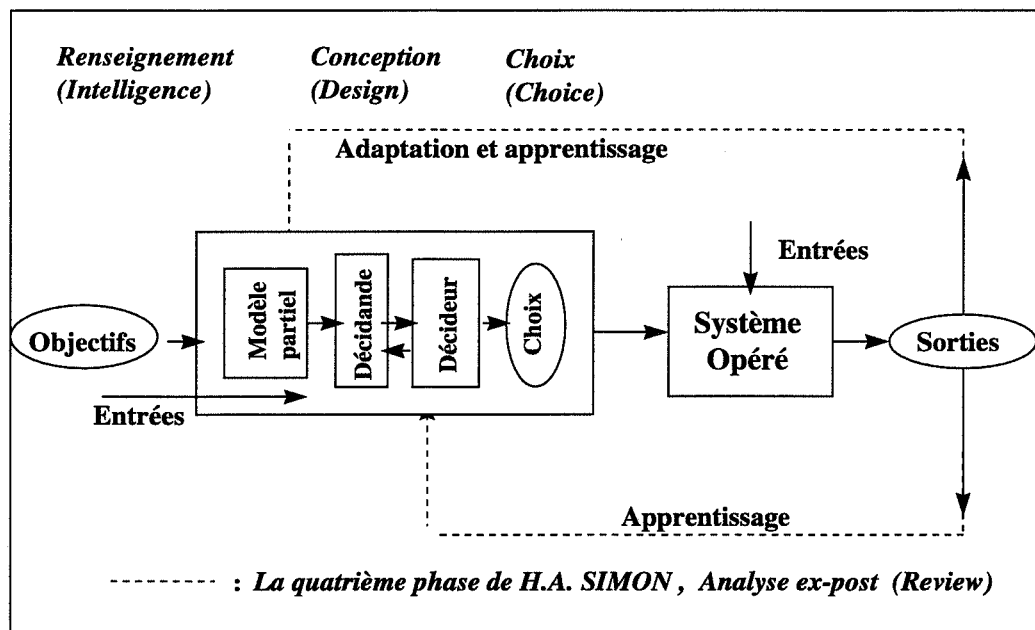 Renseignement
(Intelligence)
Conception
(Design)
Choix
(Choice)
Adaptation et apprentissage
Entrées
Objectifs
Modèle
partiel
Décidande
Décideur
Choix
Système
Opéré
Sorties
Entrées
Apprentissage
: La quatrième phase de H.A. SIMON , Analyse ex-post (Review)